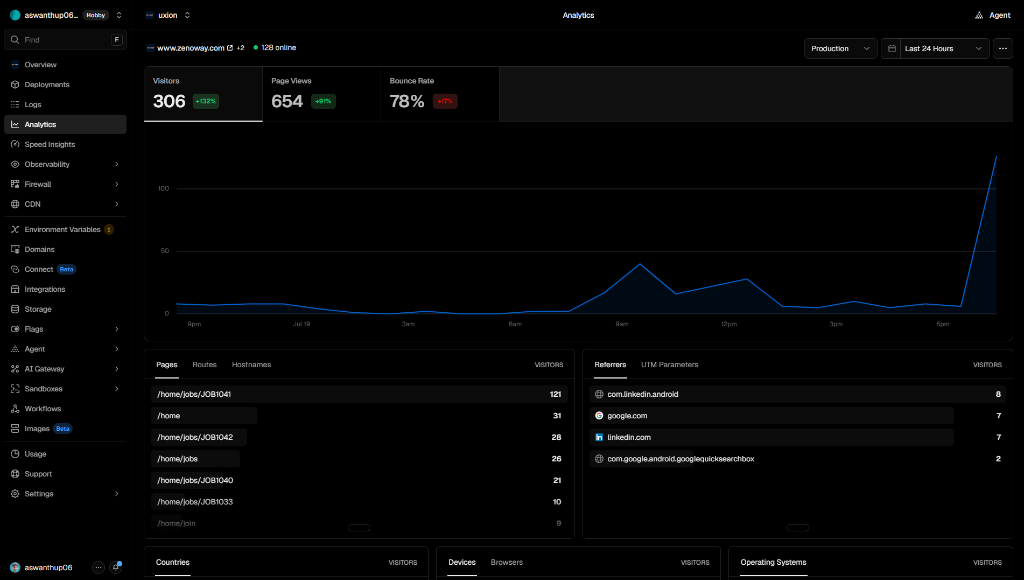 aswanthup06... Hobby
uxion
Analytics
Agent
Find F
www.zenoway.com +2 128 online
Production
Last 24 Hours
Overview
Deployments
Logs
Analytics
Speed Insights
Observability
Firewall
CDN
Environment Variables 1
Domains
Connect Beta
Integrations
Storage
Flags
Agent
AI Gateway
Sandboxes
Workflows
Images Beta
Usage
Support
Settings
aswanthup06
Visitors
306 +132%
Page Views
654 +91%
Bounce Rate
78% +17%
100
50
0
9pm Jul 19 3am 6am 9am 12pm 3pm 6pm
Pages Routes Hostnames VISITORS
/home/jobs/JOB1041 121
/home 31
/home/jobs/JOB1042 28
/home/jobs 26
/home/jobs/JOB1040 21
/home/jobs/JOB1033 10
/home/join 9
Referrers UTM Parameters VISITORS
com.linkedin.android 8
google.com 7
linkedin.com 7
com.google.android.googlequicksearchbox 2
Countries VISITORS
Devices Browsers VISITORS
Operating Systems VISITORS